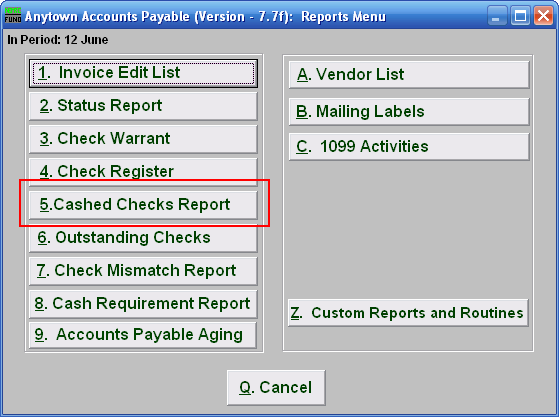 Anytown Accounts Payable (Version - 7.7f): Reports Menu
In Period: 12 June
1. Invoice Edit List
2. Status Report
3. Check Warrant
4. Check Register
5.Cashed Checks Report
6. Outstanding Checks
7. Check Mismatch Report
8. Cash Requirement Report
9. Accounts Payable Aging
A. Vendor List
B. Mailing Labels
C. 1099 Activities
Z. Custom Reports and Routines
Q. Cancel